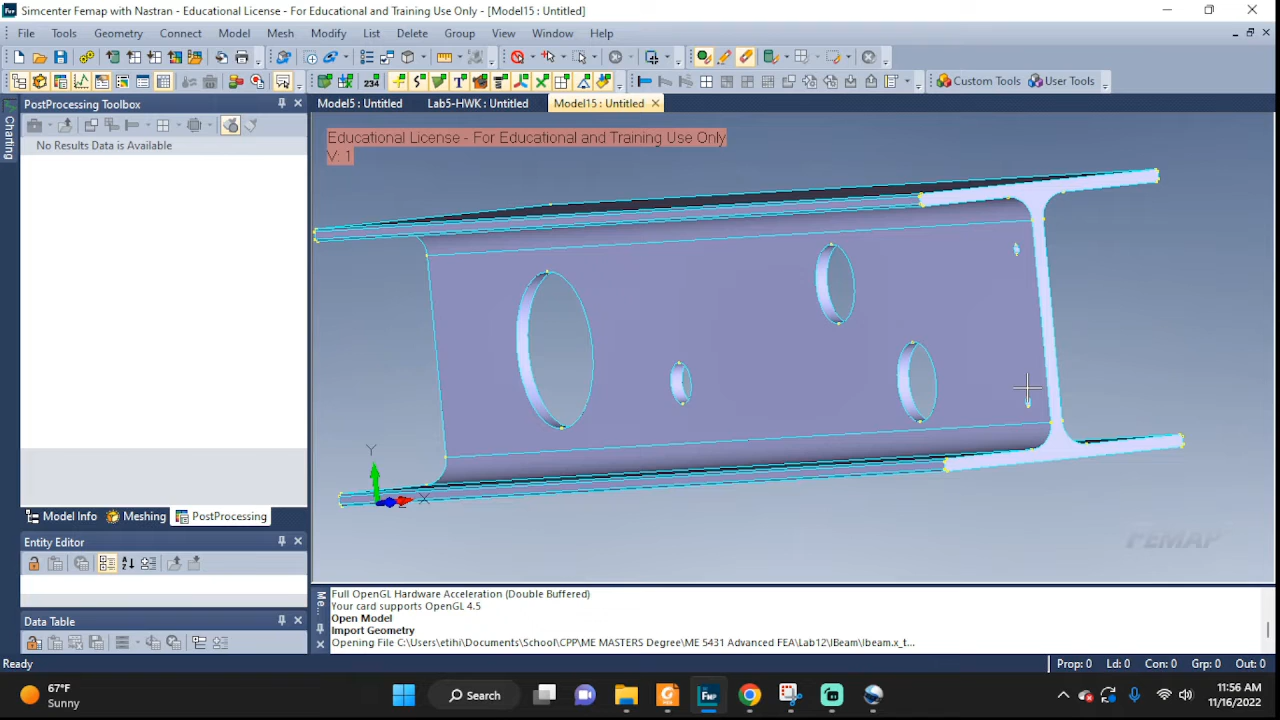 Simcenter Femap with Nastran - Educational License - For Educational and Training Use Only - [Model15 : Untitled]
File Tools Geometry Connect Model Mesh Modify List Delete Group View Window Help
234 Custom Tools User Tools
PostProcessing Toolbox
Model5 : Untitled Lab5-HWK : Untitled Model15 : Untitled
Charting
No Results Data is Available
Educational License - For Educational and Training Use Only
V: 1
Y
X
Z
FEMAP
Model Info Meshing PostProcessing
Entity Editor
Data Table
Me...
Full OpenGL Hardware Acceleration (Double Buffered)
Your card supports OpenGL 4.5
Open Model
Import Geometry
Opening File C:\Users\etihi\Documents\School\CPP\ME MASTERS Degree\ME 5431 Advanced FEA\Lab12\IBeam\Ibeam.x_t...
Ready Prop: 0 Ld: 0 Con: 0 Grp: 0 Out: 0
67°F
Sunny
Search
11:56 AM
11/16/2022